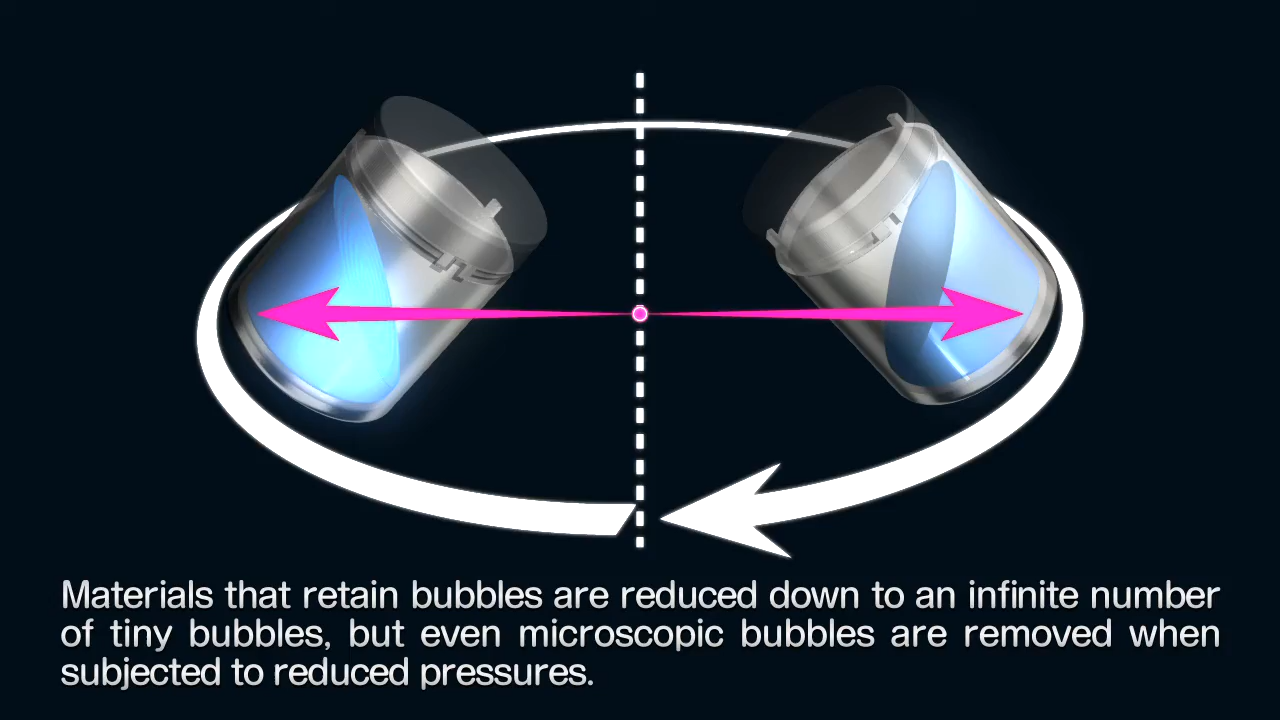 Materials that retain bubbles are reduced down to an infinite number
of tiny bubbles, but even microscopic bubbles are removed when
subjected to reduced pressures.